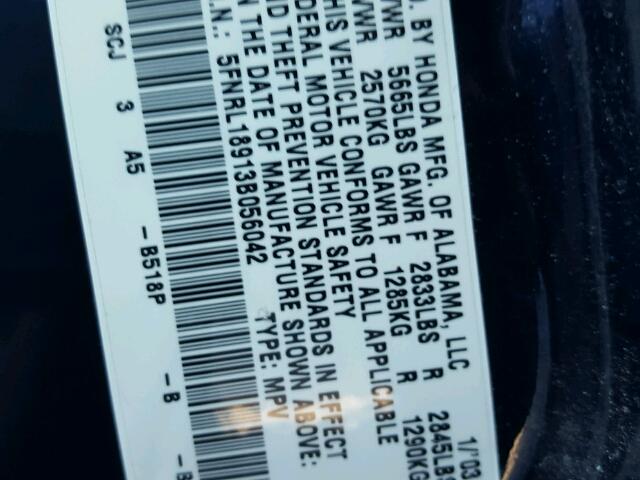 . BY HONDA MFG. OF ALABAMA, LLC 1/'03
VWR 5665LBS GAWR F 2833LBS R 2845LBS
VWR 2570KG GAWR F 1285KG R 1290KG
HIS VEHICLE CONFORMS TO ALL APPLICABLE
DERAL MOTOR VEHICLE SAFETY
ND THEFT PREVENTION STANDARDS IN EFFECT
N THE DATE OF MANUFACTURE SHOWN ABOVE:
.N.: 5FNRL18913B056042 TYPE: MPV
SCJ 3 A5 -B518P -B -B